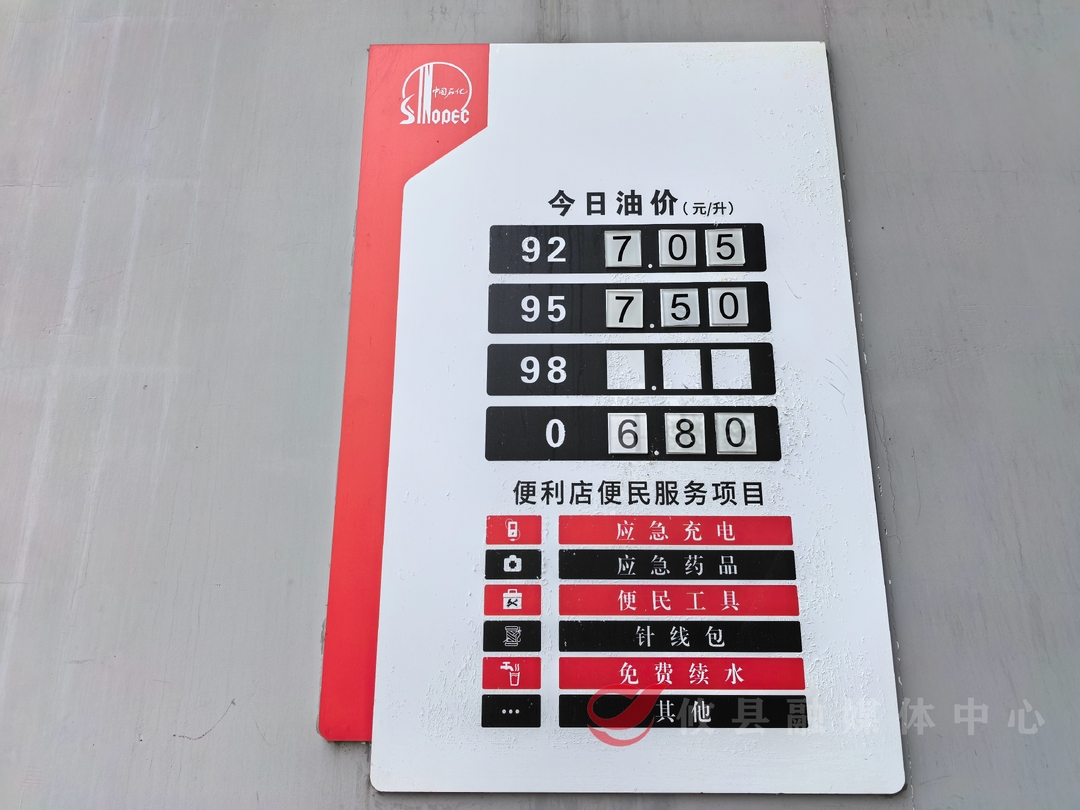 中国石化
SINOPEC
今日油价(元/升)
92 7.05
95 7.50
98 .
0 6.80
便利店便民服务项目
应急充电
应急药品
便民工具
针线包
免费续水
其他
攸县融媒体中心